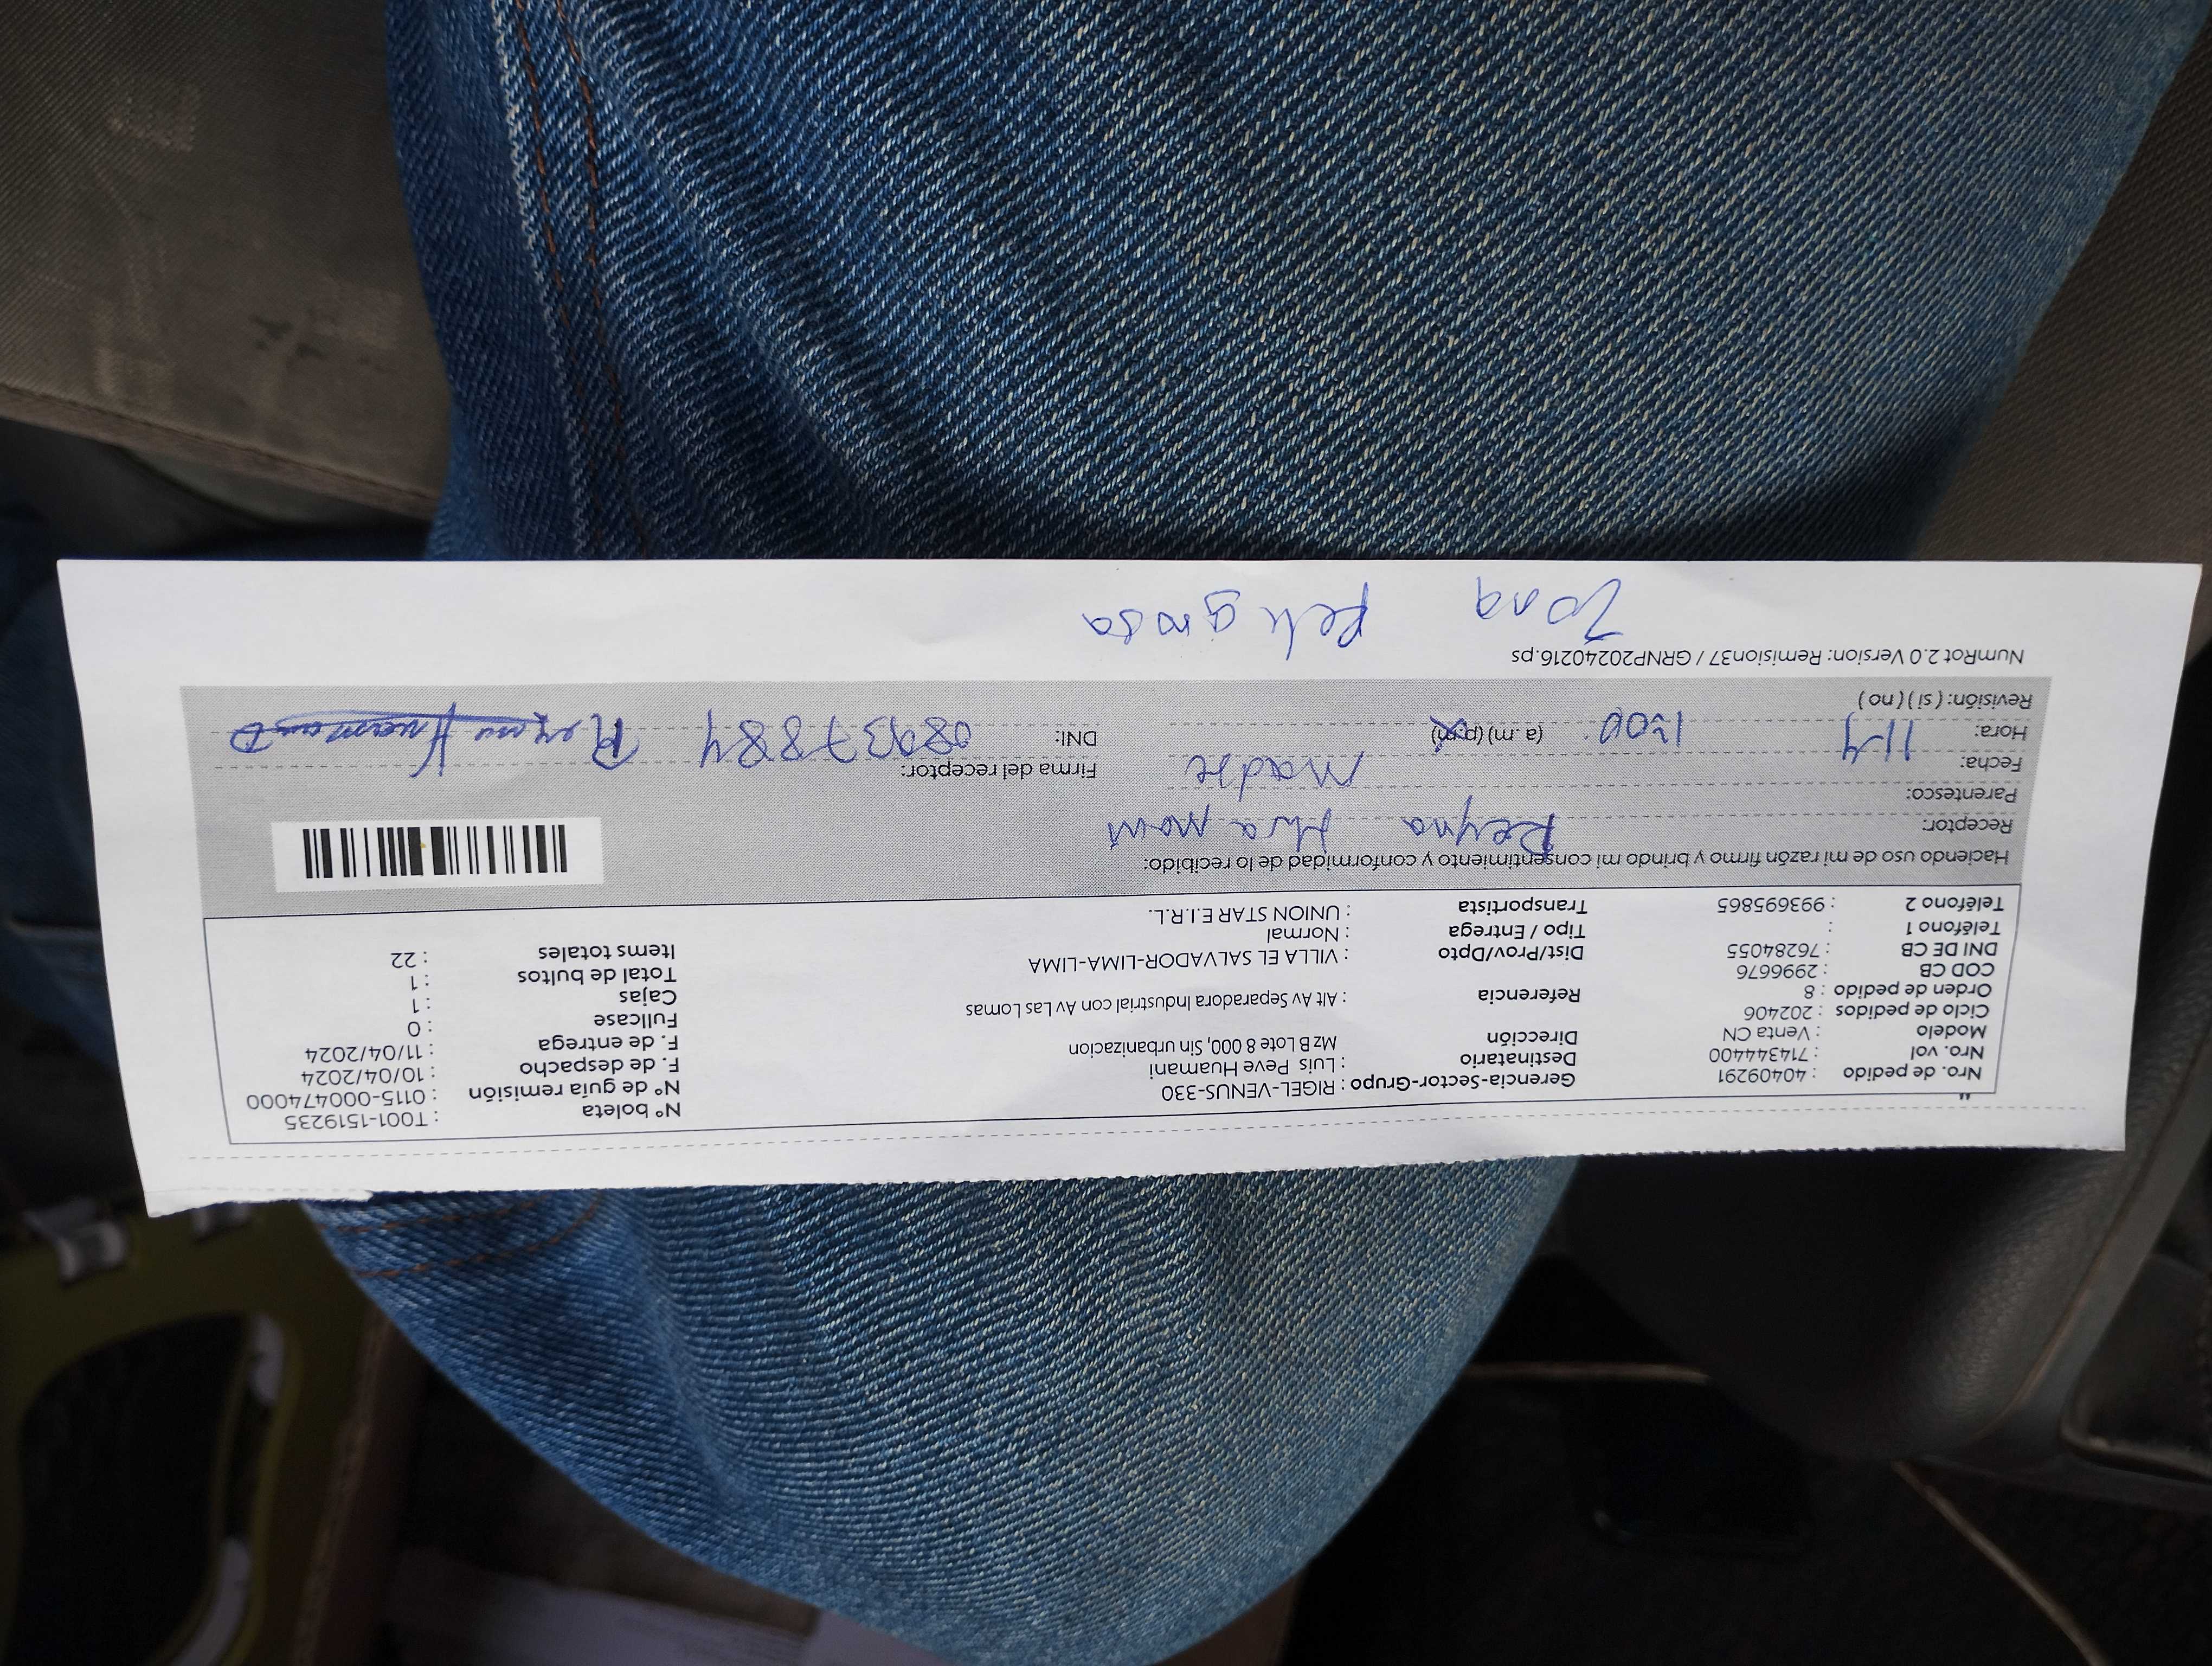 Nro. de pedido : 40409291
Nro. vol : 714344400
Modelo : Venta CN
Ciclo de pedidos : 202406
Orden de pedido : 8
COD CB : 2996676
DNI DE CB : 76284055
Teléfono 1 :
Teléfono 2 : 993695865
Gerencia-Sector-Grupo : RIGEL-VENUS-330
Destinatario : Luis Peve Huamani
Dirección Mz B Lote 8 000, Sin urbanizacion
Referencia : Alt Av Separadora Industrial con Av Las Lomas
Dist/Prov/Dpto : VILLA EL SALVADOR-LIMA-LIMA
Tipo / Entrega : Normal
Transportista : UNION STAR E.I.R.L.
N° boleta : T001-1519235
N° de guía remisión : 0115-000474000
F. de despacho : 10/04/2024
F. de entrega : 11/04/2024
Fullcase : 0
Cajas : 1
Total de bultos : 1
Items totales : 22
Haciendo uso de mi razón firmo y brindo mi consentimiento y conformidad de lo recibido:
Receptor: Reyna Huamani
Parentesco: Madre
Fecha: 11-4
Hora: 1:00 (a. m) (p. m)
Revisión: ( si ) ( no )
Firma del receptor: Reyna Huamani
DNI: 08937884
NumRot 2.0 Version: Remision37 / GRNP20240216.ps
Zona Peligrosa